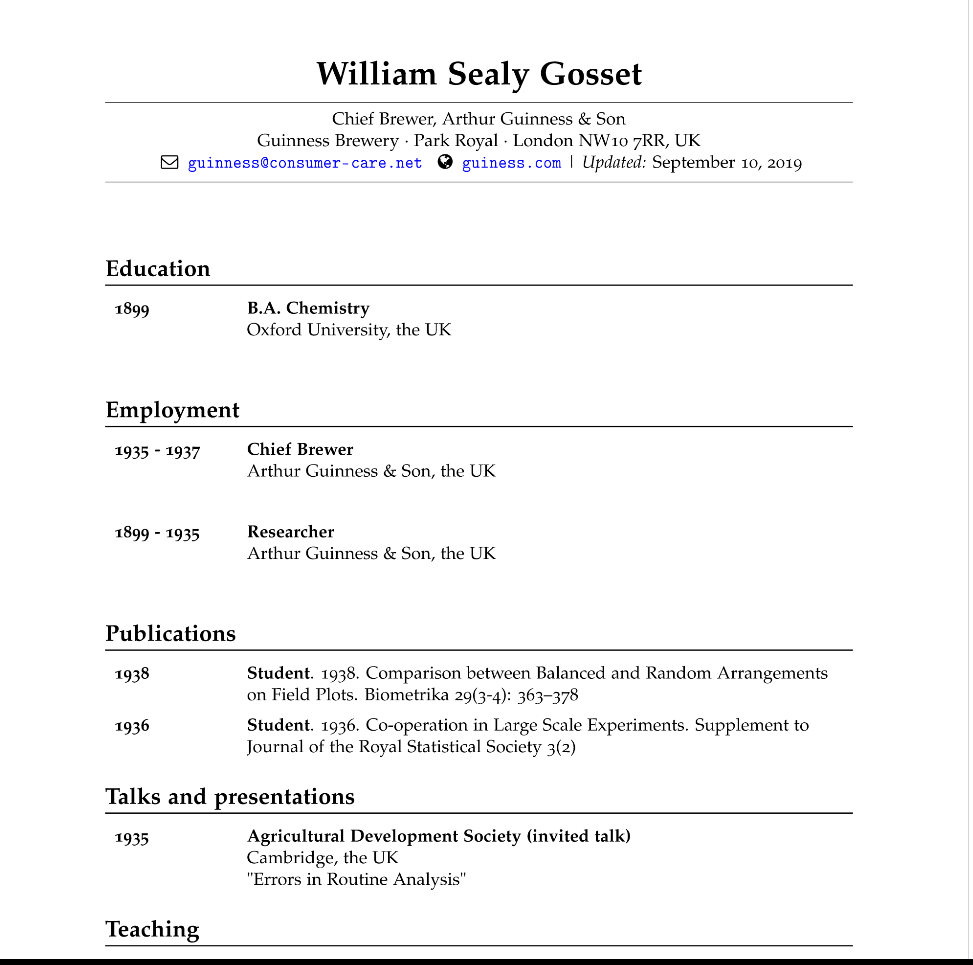 William Sealy Gosset
Chief Brewer, Arthur Guinness & Son
Guinness Brewery · Park Royal · London NW10 7RR, UK
guinness@consumer-care.net guiness.com | Updated: September 10, 2019
Education
1899 B.A. Chemistry
Oxford University, the UK
Employment
1935 - 1937 Chief Brewer
Arthur Guinness & Son, the UK
1899 - 1935 Researcher
Arthur Guinness & Son, the UK
Publications
1938 Student. 1938. Comparison between Balanced and Random Arrangements
on Field Plots. Biometrika 29(3-4): 363–378
1936 Student. 1936. Co-operation in Large Scale Experiments. Supplement to
Journal of the Royal Statistical Society 3(2)
Talks and presentations
1935 Agricultural Development Society (invited talk)
Cambridge, the UK
"Errors in Routine Analysis"
Teaching